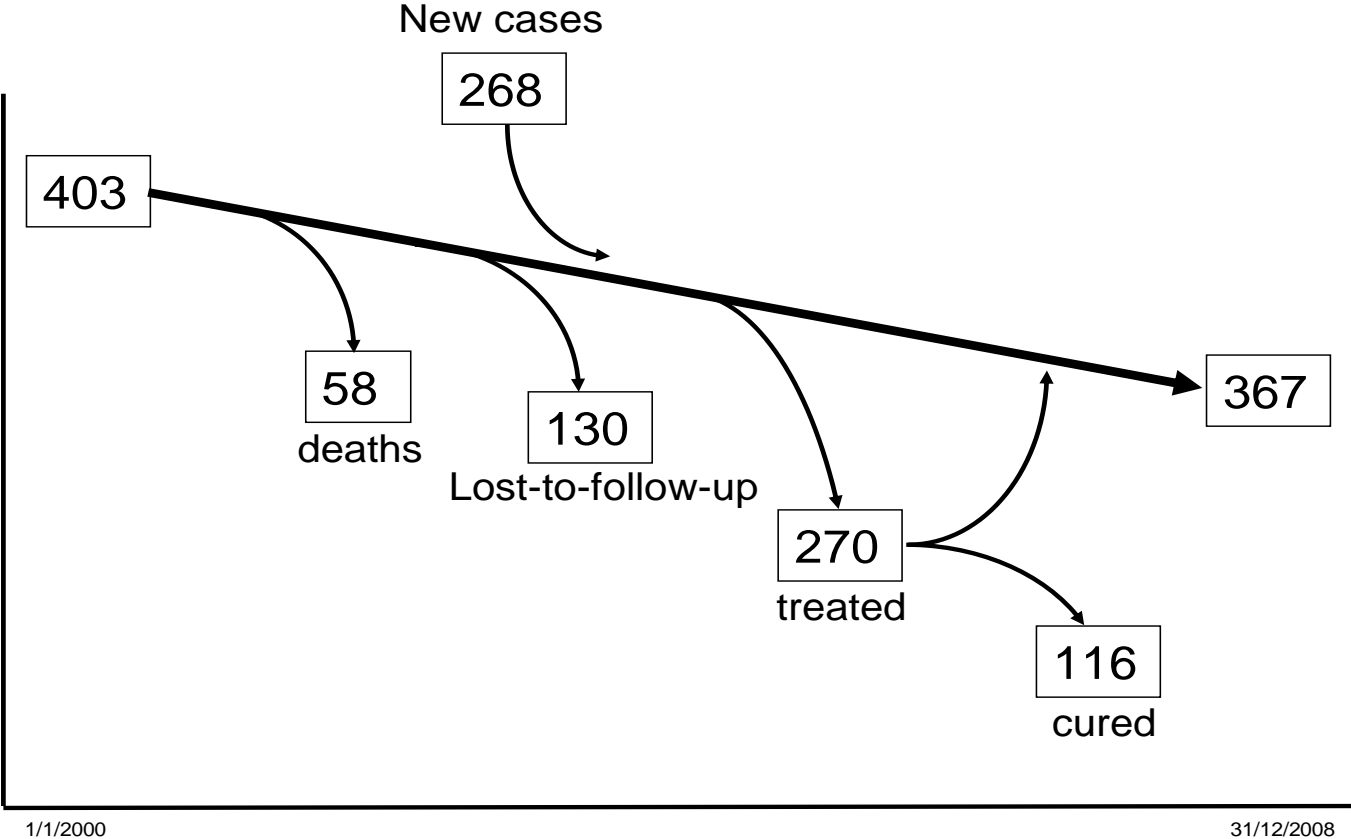 New cases
268
403
58
deaths
130
Lost-to-follow-up
367
270
treated
116
cured
1/1/2000
31/12/2008